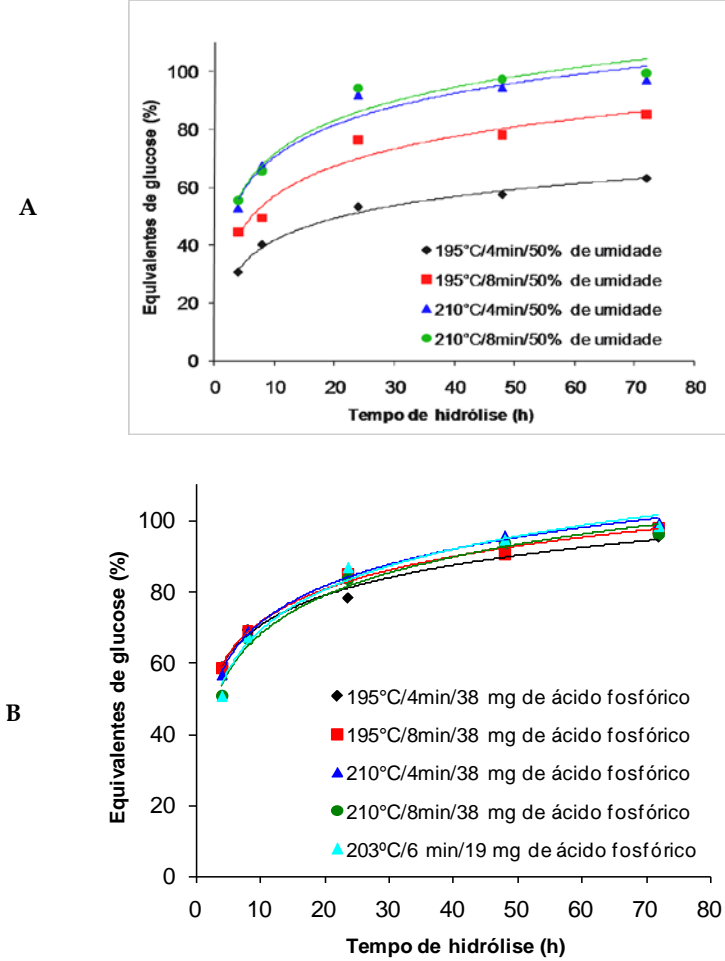 A
Equivalentes de glucose (%)
100
80
60
40
20
0
195°C/4min/50% de umidade
195°C/8min/50% de umidade
210°C/4min/50% de umidade
210°C/8min/50% de umidade
0 10 20 30 40 50 60 70 80
Tempo de hidrólise (h)
B
Equivalentes de glucose (%)
100
80
60
40
20
0
195°C/4min/38 mg de ácido fosfórico
195°C/8min/38 mg de ácido fosfórico
210°C/4min/38 mg de ácido fosfórico
210°C/8min/38 mg de ácido fosfórico
203ºC/6 min/19 mg de ácido fosfórico
0 10 20 30 40 50 60 70 80
Tempo de hidrólise (h)